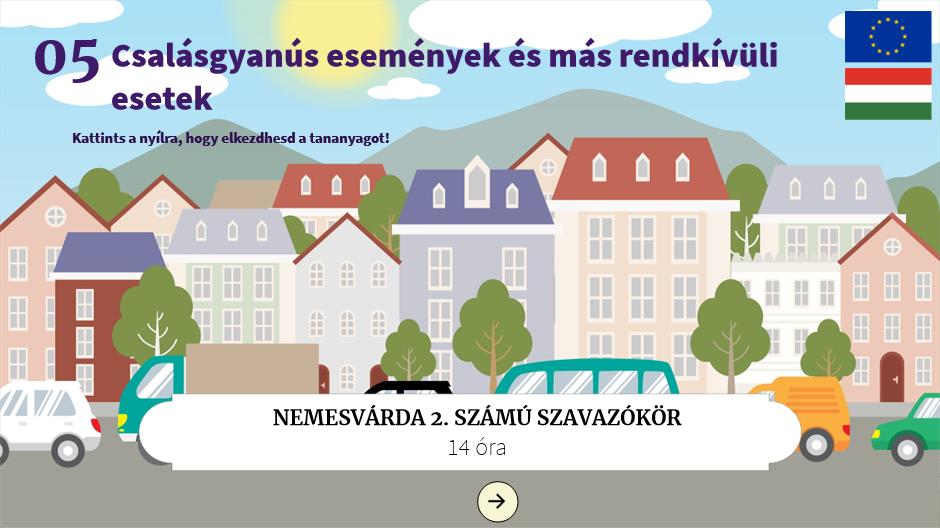 05 Csalásgyanús események és más rendkívüli
esetek
Kattints a nyílra, hogy elkezdhesd a tananyagot!
NEMESVÁRDA 2. SZÁMÚ SZAVAZÓKÖR
14 óra